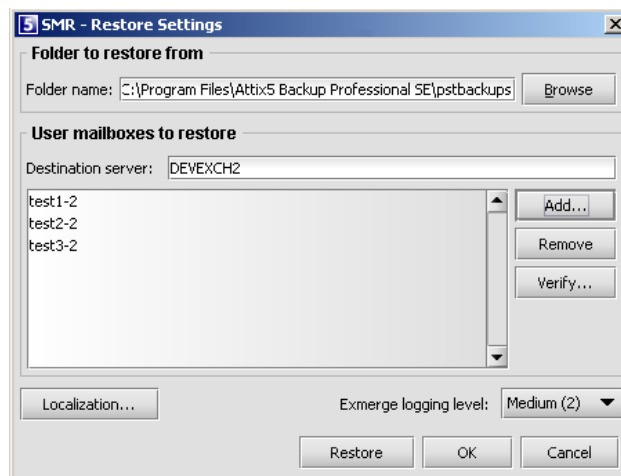 5 SMR - Restore Settings
Folder to restore from
Folder name: C:\Program Files\Attix5 Backup Professional SE\pstbackups Browse
User mailboxes to restore
Destination server: DEVEXCH2
test1-2 Add...
test2-2
test3-2 Remove
Verify...
Localization... Exmerge logging level: Medium (2)
Restore OK Cancel